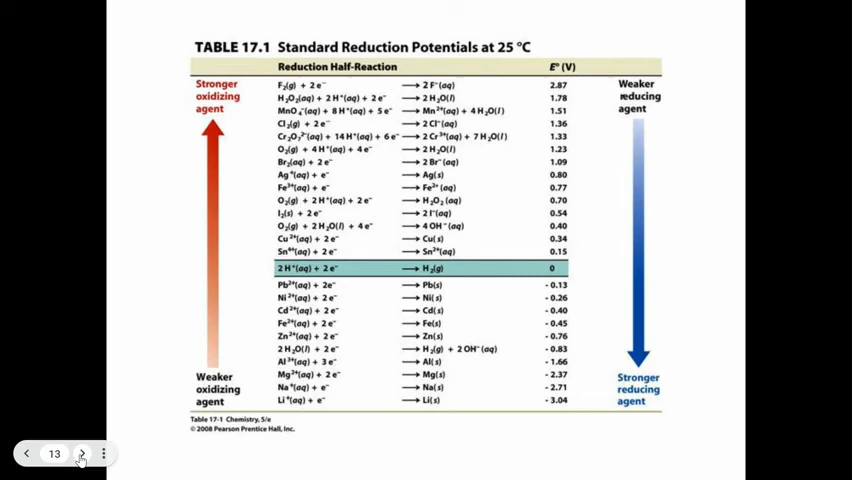 TABLE 17.1 Standard Reduction Potentials at 25 °C
Reduction Half-Reaction E° (V)
Stronger oxidizing agent
Weaker reducing agent
F₂(g) + 2 e⁻ ⟶ 2 F⁻(aq) 2.87
H₂O₂(aq) + 2 H⁺(aq) + 2 e⁻ ⟶ 2 H₂O(l) 1.78
MnO₄⁻(aq) + 8 H⁺(aq) + 5 e⁻ ⟶ Mn²⁺(aq) + 4 H₂O(l) 1.51
Cl₂(g) + 2 e⁻ ⟶ 2 Cl⁻(aq) 1.36
Cr₂O₇²⁻(aq) + 14 H⁺(aq) + 6 e⁻ ⟶ 2 Cr³⁺(aq) + 7 H₂O(l) 1.33
O₂(g) + 4 H⁺(aq) + 4 e⁻ ⟶ 2 H₂O(l) 1.23
Br₂(aq) + 2 e⁻ ⟶ 2 Br⁻(aq) 1.09
Ag⁺(aq) + e⁻ ⟶ Ag(s) 0.80
Fe³⁺(aq) + e⁻ ⟶ Fe²⁺(aq) 0.77
O₂(g) + 2 H⁺(aq) + 2 e⁻ ⟶ H₂O₂(aq) 0.70
I₂(s) + 2 e⁻ ⟶ 2 I⁻(aq) 0.54
O₂(g) + 2 H₂O(l) + 4 e⁻ ⟶ 4 OH⁻(aq) 0.40
Cu²⁺(aq) + 2 e⁻ ⟶ Cu(s) 0.34
Sn⁴⁺(aq) + 2 e⁻ ⟶ Sn²⁺(aq) 0.15
2 H⁺(aq) + 2 e⁻ ⟶ H₂(g) 0
Pb²⁺(aq) + 2e⁻ ⟶ Pb(s) - 0.13
Ni²⁺(aq) + 2 e⁻ ⟶ Ni(s) - 0.26
Cd²⁺(aq) + 2 e⁻ ⟶ Cd(s) - 0.40
Fe²⁺(aq) + 2 e⁻ ⟶ Fe(s) - 0.45
Zn²⁺(aq) + 2 e⁻ ⟶ Zn(s) - 0.76
2 H₂O(l) + 2 e⁻ ⟶ H₂(g) + 2 OH⁻(aq) - 0.83
Al³⁺(aq) + 3 e⁻ ⟶ Al(s) - 1.66
Mg²⁺(aq) + 2 e⁻ ⟶ Mg(s) - 2.37
Na⁺(aq) + e⁻ ⟶ Na(s) - 2.71
Li⁺(aq) + e⁻ ⟶ Li(s) - 3.04
Weaker oxidizing agent
Stronger reducing agent
Table 17-1 Chemistry, 5/e
© 2008 Pearson Prentice Hall, Inc.
13